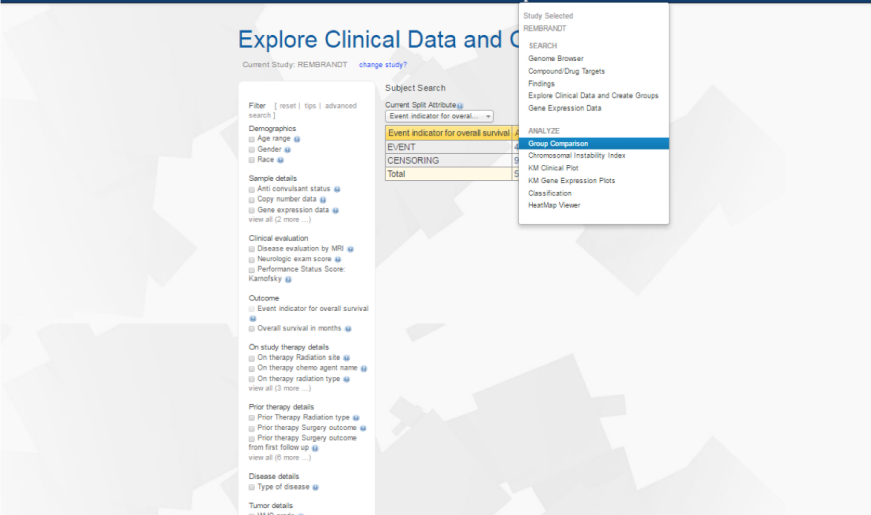 Study Selected
REMBRANDT
SEARCH
Genome Browser
Compound/Drug Targets
Findings
Explore Clinical Data and Create Groups
Gene Expression Data
ANALYZE
Group Comparison
Chromosomal Instability Index
KM Clinical Plot
KM Gene Expression Plots
Classification
HeatMap Viewer
Explore Clinical Data and
Current Study: REMBRANDT change study?
Filter [ reset | tips | advanced
search ]
Demographics
Age range
Gender
Race
Sample details
Anti convulsant status
Copy number data
Gene expression data
view all (2 more ...)
Clinical evaluation
Disease evaluation by MRI
Neurologic exam score
Performance Status Score:
Karnofsky
Outcome
Event indicator for overall survival
Overall survival in months
On study therapy details
On therapy Radiation site
On therapy chemo agent name
On therapy radiation type
view all (3 more ...)
Prior therapy details
Prior Therapy Radiation type
Prior therapy Surgery outcome
Prior therapy Surgery outcome
from first follow up
view all (6 more ...)
Disease details
Type of disease
Tumor details
Subject Search
Current Split Attribute
Event indicator for overal...
Event indicator for overall survival
EVENT
CENSORING
Total